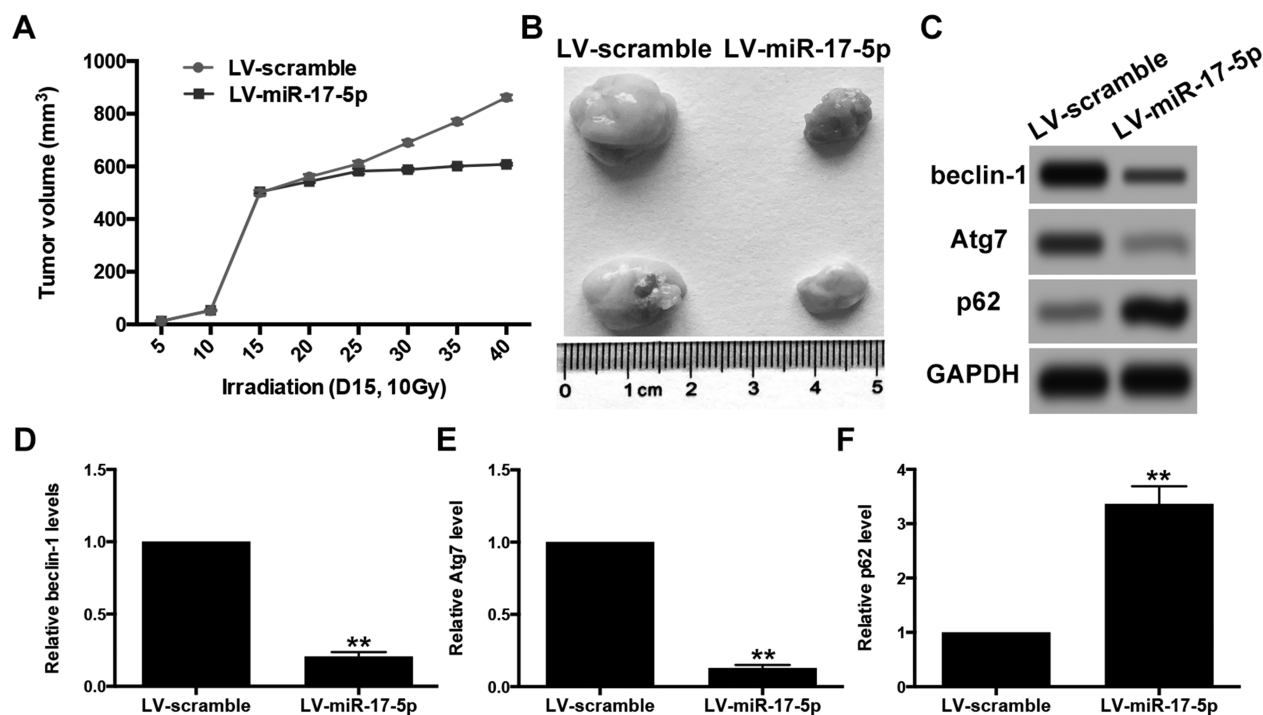 A
Tumor volume (mm³)
1000
800
600
400
200
0
LV-scramble
LV-miR-17-5p
5 10 15 20 25 30 35 40
Irradiation (D15, 10Gy)
B
LV-scramble LV-miR-17-5p
0 1 cm 2 3 4 5
C
LV-scramble
LV-miR-17-5p
beclin-1
Atg7
p62
GAPDH
D
Relative beclin-1 levels
1.5
1.0
0.5
0.0
**
LV-scramble LV-miR-17-5p
E
Relative Atg7 level
1.5
1.0
0.5
0.0
**
LV-scramble LV-miR-17-5p
F
Relative p62 level
4
3
2
1
0
**
LV-scramble LV-miR-17-5p